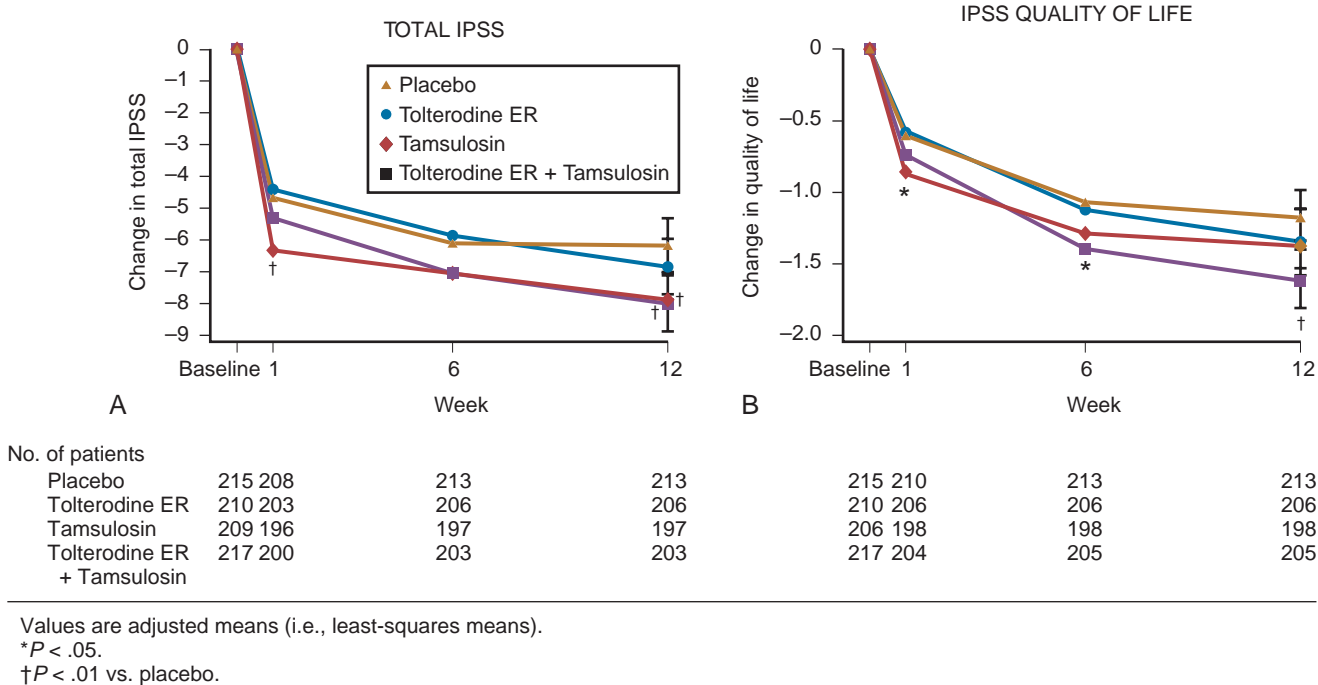 TOTAL IPSS
0
–1
–2
–3
–4
–5
–6
–7
–8
–9
Change in total IPSS
Placebo
Tolterodine ER
Tamsulosin
Tolterodine ER + Tamsulosin
†
†
†
Baseline 1 6 12
Week
A
IPSS QUALITY OF LIFE
0
–0.5
–1.0
–1.5
–2.0
Change in quality of life
*
*
†
Baseline 1 6 12
Week
B
No. of patients
Placebo 215 208 213 213 215 210 213 213
Tolterodine ER 210 203 206 206 210 206 206 206
Tamsulosin 209 196 197 197 206 198 198 198
Tolterodine ER 217 200 203 203 217 204 205 205
+ Tamsulosin
Values are adjusted means (i.e., least-squares means).
*P < .05.
†P < .01 vs. placebo.